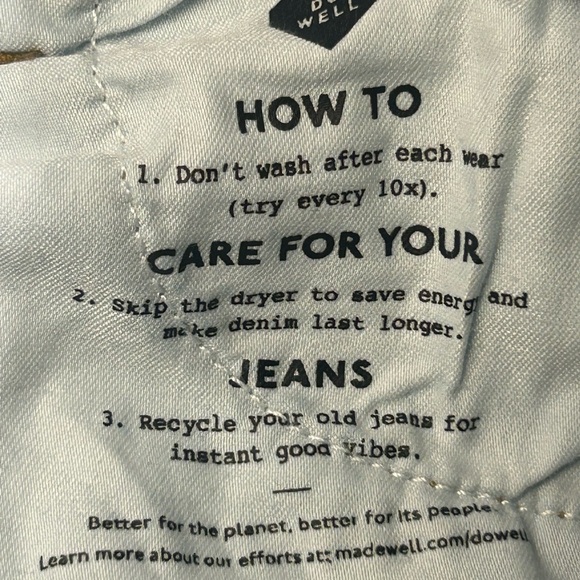 DO
WELL
HOW TO
1. Don't wash after each wear
(try every 10x).
CARE FOR YOUR
2. Skip the dryer to save energy and
make denim last longer.
JEANS
3. Recycle your old jeans for
instant good vibes.
Better for the planet, better for its people.
Learn more about our efforts at: madewell.com/dowell